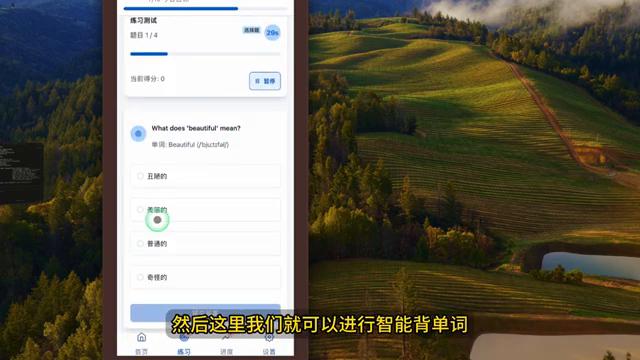 练习测试
选择题
29s
题目 1 / 4
当前得分: 0
暂停
What does 'beautiful' mean?
单词: Beautiful (/ˈbjuːtɪfəl/)
丑陋的
美丽的
普通的
奇怪的
然后这里我们就可以进行智能背单词
首页
练习
进度
设置